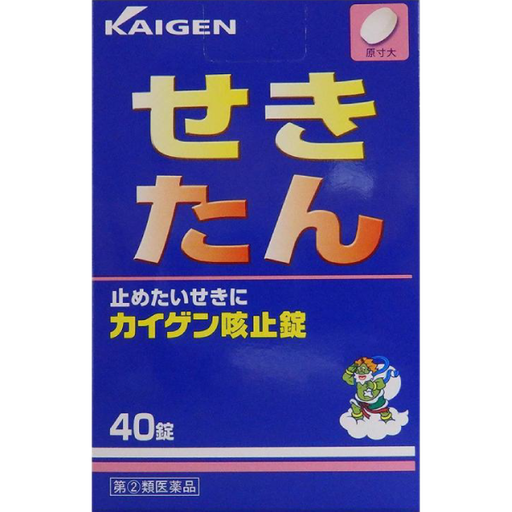 KAIGEN
原寸大
せき
たん
止めたいせきに
カイゲン咳止錠
40錠
第②類医薬品